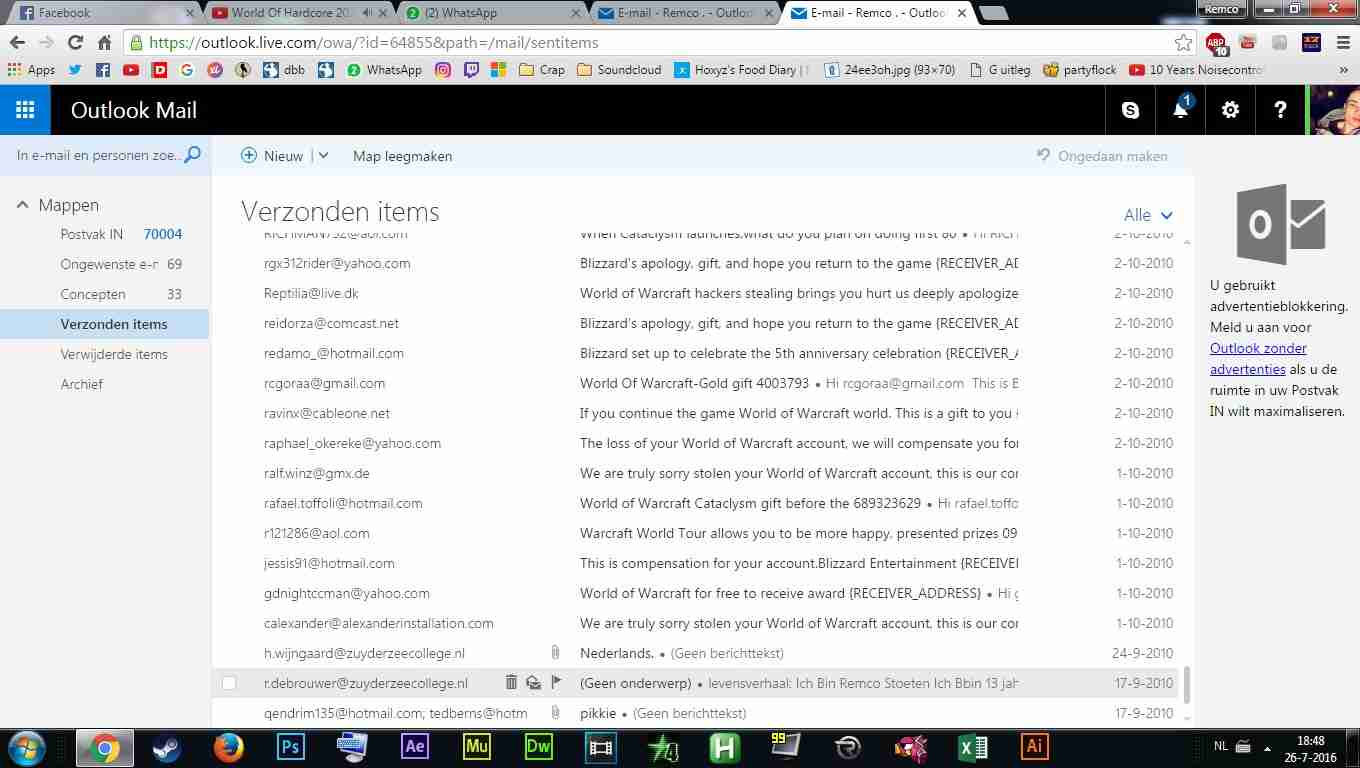 Facebook
World Of Hardcore 20
(2) WhatsApp
E-mail - Remco . - Outloo
E-mail - Remco . - Outloo
Remco
https://outlook.live.com/owa/?id=64855&path=/mail/sentitems
ABP
10
Apps
dbb
2
WhatsApp
Crap
Soundcloud
Hoxyz's Food Diary |
24ee3oh.jpg (93×70)
G uitleg
partyflock
10 Years Noisecontro
»
Outlook Mail
1
?
In e-mail en personen zoe..
Nieuw
Map leegmaken
Ongedaan maken
Mappen
Postvak IN 70004
Ongewenste e-r 69
Concepten 33
Verzonden items
Verwijderde items
Archief
Verzonden items
Alle
RICHMAN732@aol.com When Cataclysm launches,what do you plan on doing first 80 • Hi RICH 2-10-2010
rgx312rider@yahoo.com Blizzard's apology, gift, and hope you return to the game {RECEIVER_AD 2-10-2010
Reptilia@live.dk World of Warcraft hackers stealing brings you hurt us deeply apologize 2-10-2010
reidorza@comcast.net Blizzard's apology, gift, and hope you return to the game {RECEIVER_AD 2-10-2010
redamo_@hotmail.com Blizzard set up to celebrate the 5th anniversary celebration {RECEIVER_A 2-10-2010
rcgoraa@gmail.com World Of Warcraft-Gold gift 4003793 • Hi rcgoraa@gmail.com This is B 2-10-2010
ravinx@cableone.net If you continue the game World of Warcraft world. This is a gift to you 2-10-2010
raphael_okereke@yahoo.com The loss of your World of Warcraft account, we will compensate you for 2-10-2010
ralf.winz@gmx.de We are truly sorry stolen your World of Warcraft account, this is our cor 1-10-2010
rafael.toffoli@hotmail.com World of Warcraft Cataclysm gift before the 689323629 • Hi rafael.toffo 1-10-2010
r121286@aol.com Warcraft World Tour allows you to be more happy, presented prizes 09 1-10-2010
jessis91@hotmail.com This is compensation for your account.Blizzard Entertainment {RECEIVE 1-10-2010
gdnightccman@yahoo.com World of Warcraft for free to receive award {RECEIVER_ADDRESS} • Hi g 1-10-2010
calexander@alexanderinstallation.com We are truly sorry stolen your World of Warcraft account, this is our cor 1-10-2010
h.wijngaard@zuyderzeecollege.nl Nederlands. • (Geen berichttekst) 24-9-2010
r.debrouwer@zuyderzeecollege.nl (Geen onderwerp) • levensverhaal: Ich Bin Remco Stoeten Ich Bbin 13 jah 17-9-2010
qendrim135@hotmail.com; tedberns@hotm pikkie • (Geen berichttekst) 17-9-2010
U gebruikt
advertentieblokkering.
Meld u aan voor
Outlook zonder
advertenties als u de
ruimte in uw Postvak
IN wilt maximaliseren.
Ps
Ae
Mu
Dw
H
99
Ai
NL
18:48
26-7-2016